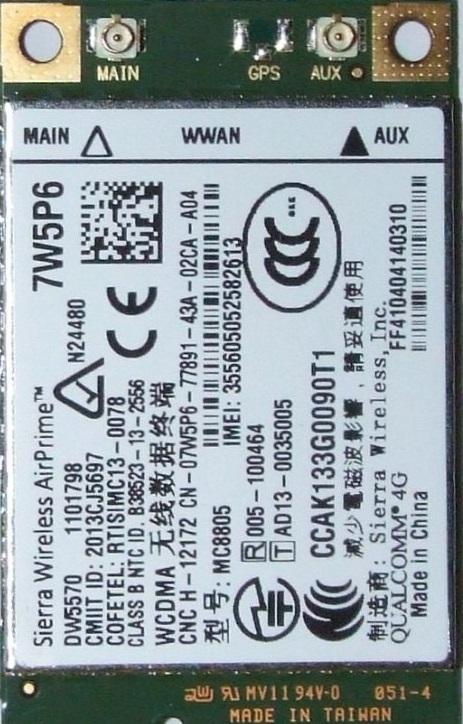 MAIN GPS AUX
MAIN WWAN AUX
7W5P6
N24480
Sierra Wireless AirPrime™
DW5570 1101798
CMIIT ID: 2013CJ5697
COFETEL: RTISIMC13-0078
CLASS B NTC ID. B38523-13-2556
WCDMA 无线数据终端
CNC H-12172 CN-07W5P6-77891-43A-02CA-A04
型号: MC8805
IMEI: 355605052582613
R 005-100464
T AD13-0035005
CCC
CCAK133G0090T1
減少電磁波影響,請妥適使用
制造商: Sierra Wireless, Inc.
FF410404140310
QUALCOMM® 4G
Made in China
MV1194V-0 051-4
MADE IN TAIWAN